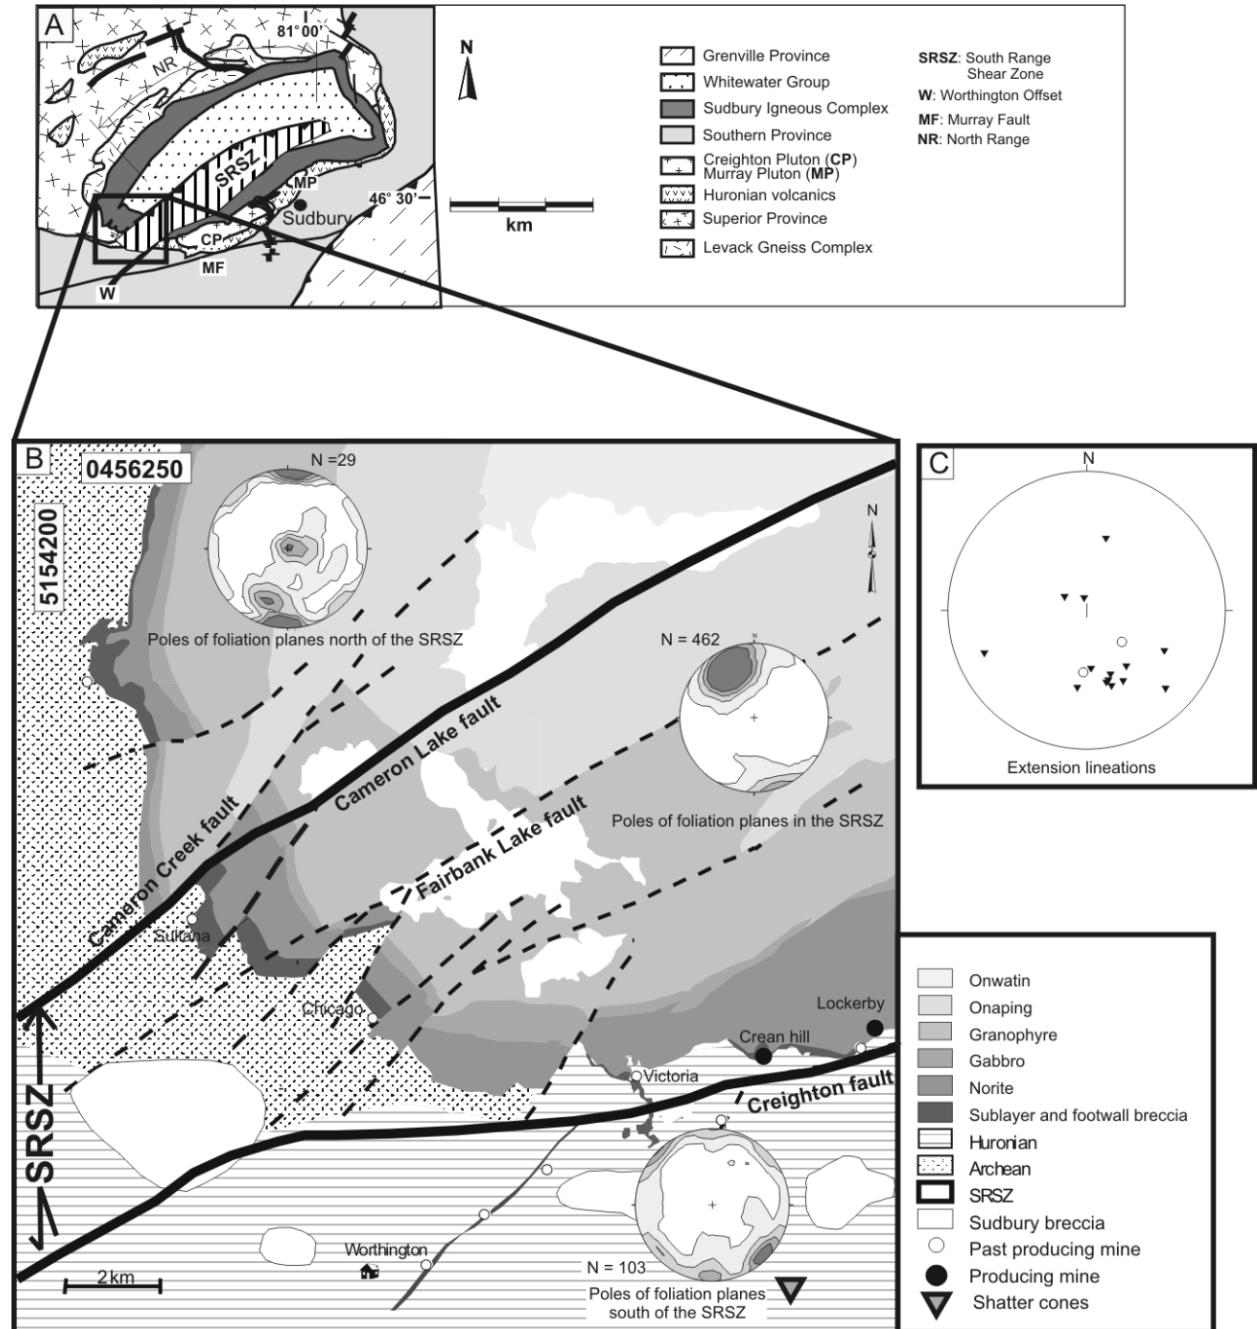 A
81° 00'
NR
SRSZ
MP
46° 30'
Sudbury
CP
MF
W
N
km
Grenville Province
Whitewater Group
Sudbury Igneous Complex
Southern Province
Creighton Pluton (CP)
Murray Pluton (MP)
Huronian volcanics
Superior Province
Levack Gneiss Complex
SRSZ: South Range
Shear Zone
W: Worthington Offset
MF: Murray Fault
NR: North Range
B
0456250
5154200
N =29
Poles of foliation planes north of the SRSZ
N
N = 462
N
Poles of foliation planes in the SRSZ
Cameron Lake fault
Cameron Creek fault
Fairbank Lake fault
Sultana
Chicago
Lockerby
Crean hill
Victoria
Creighton fault
SRSZ
Worthington
2 km
N = 103
Poles of foliation planes
south of the SRSZ
C
N
Extension lineations
Onwatin
Onaping
Granophyre
Gabbro
Norite
Sublayer and footwall breccia
Huronian
Archean
SRSZ
Sudbury breccia
Past producing mine
Producing mine
Shatter cones